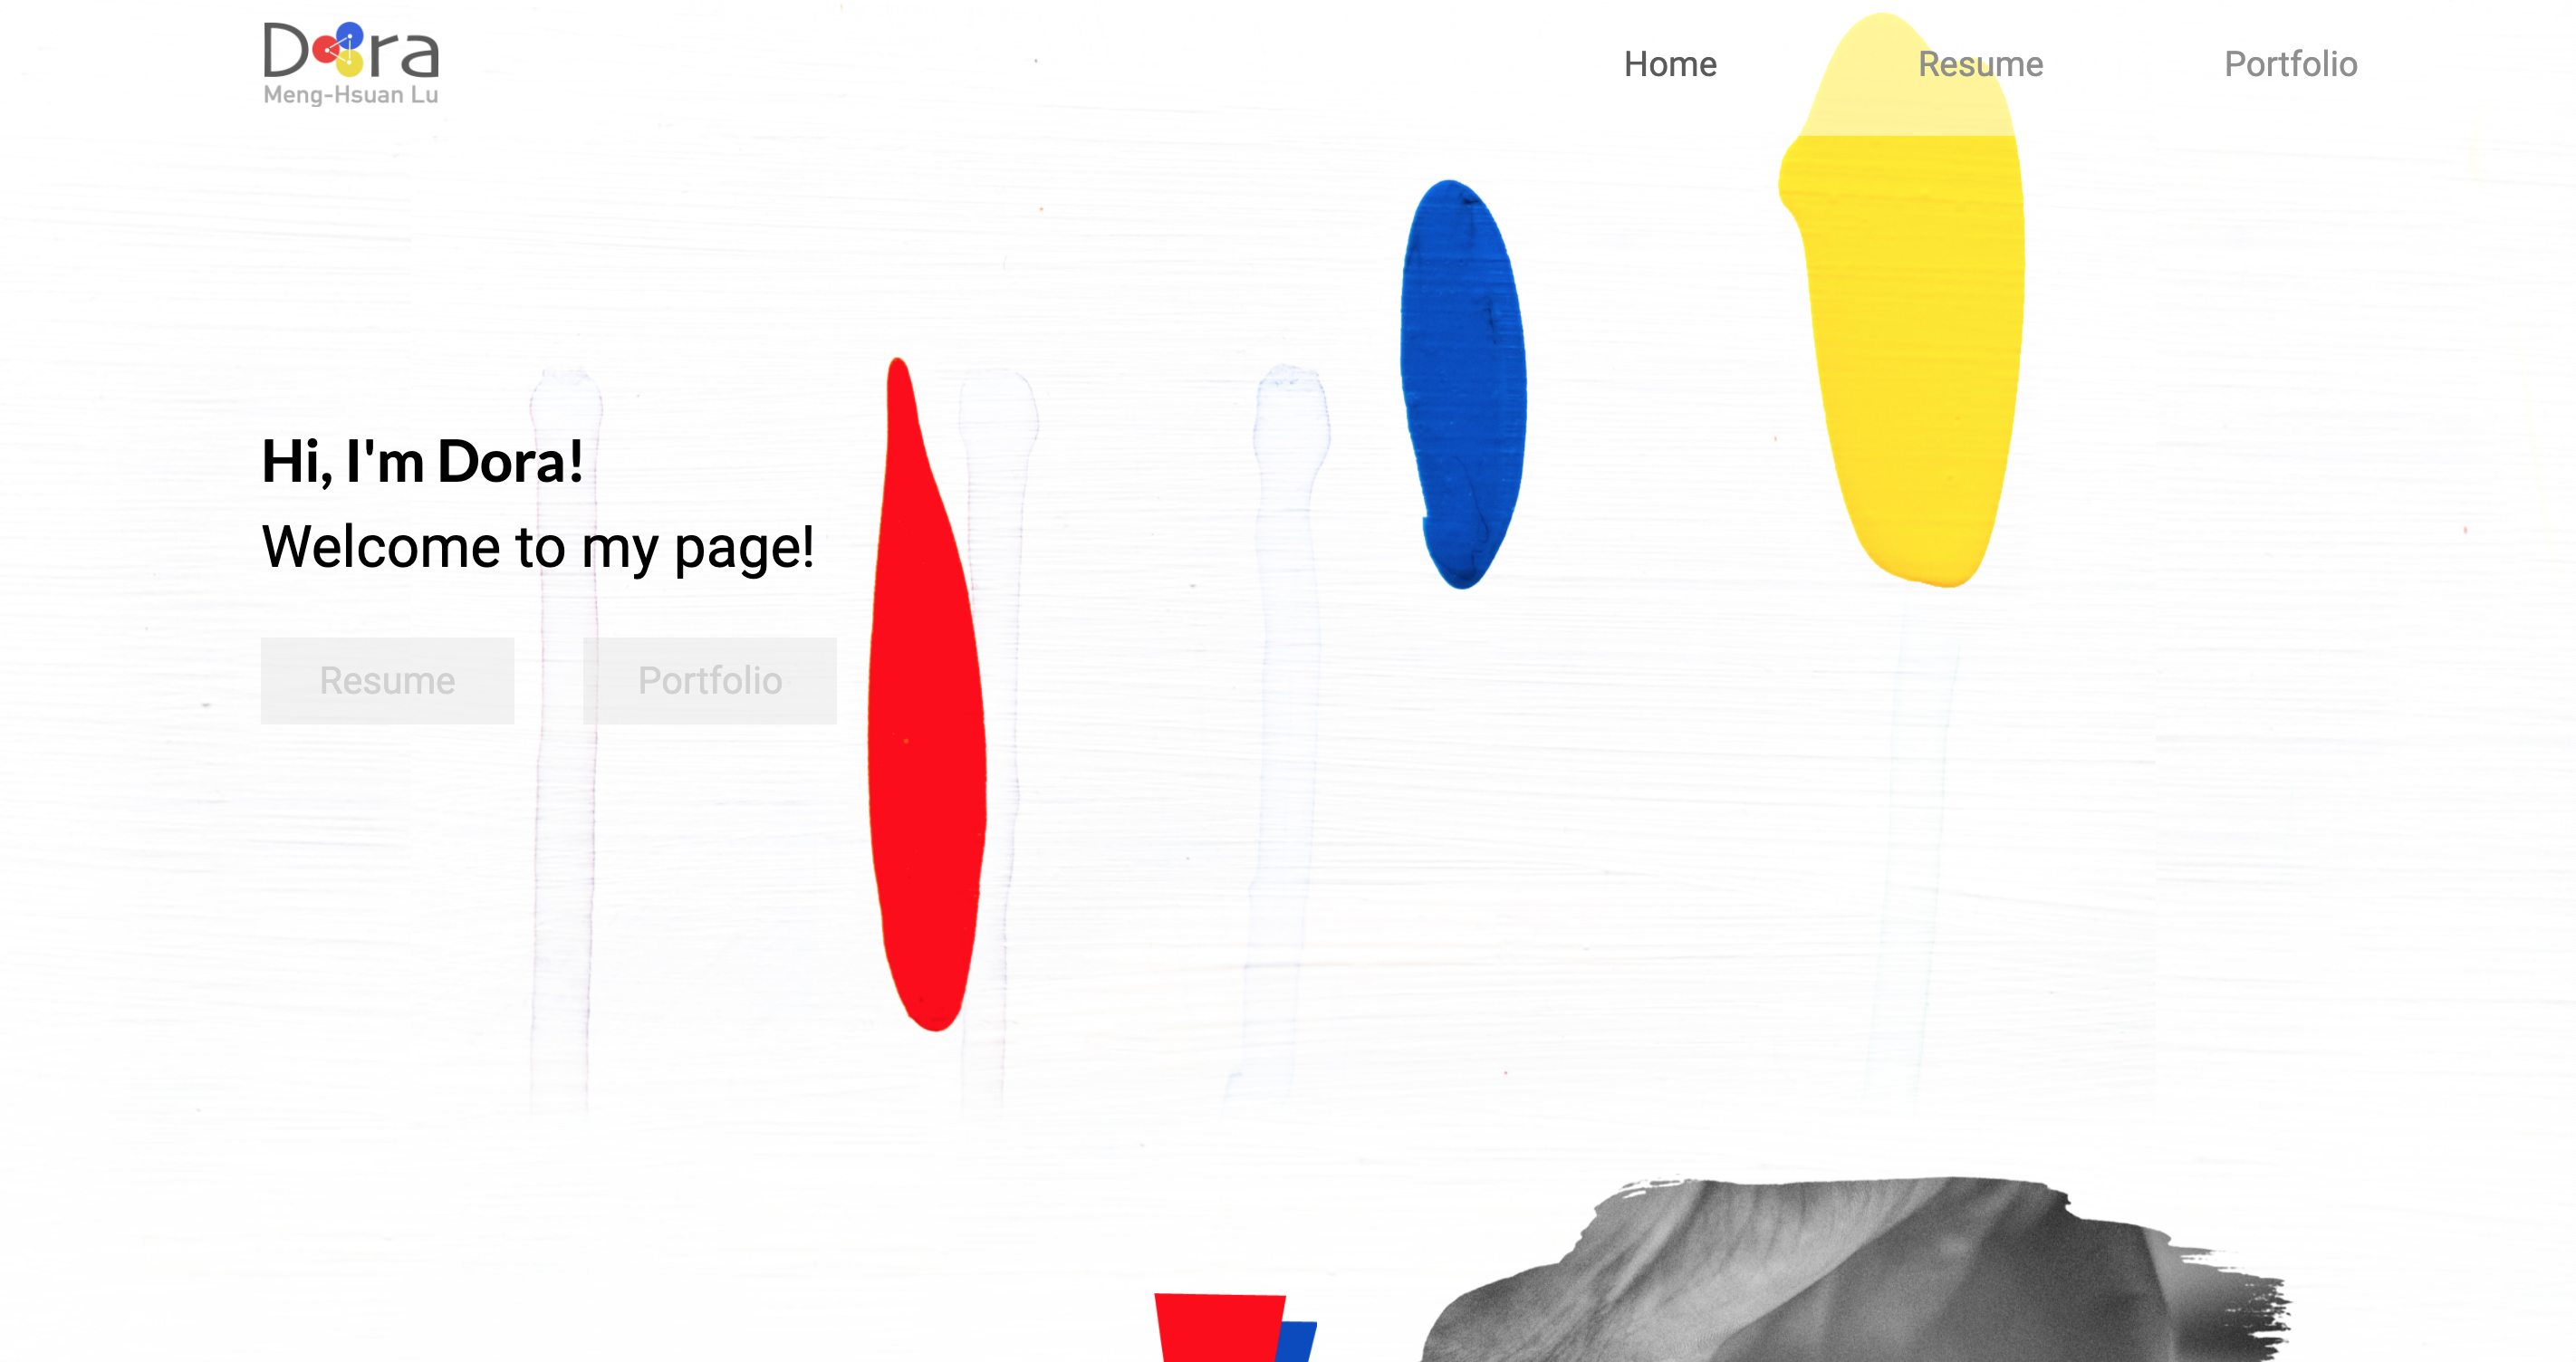 Dora
Meng-Hsuan Lu
Home Resume Portfolio
Hi, I'm Dora!
Welcome to my page!
Resume Portfolio